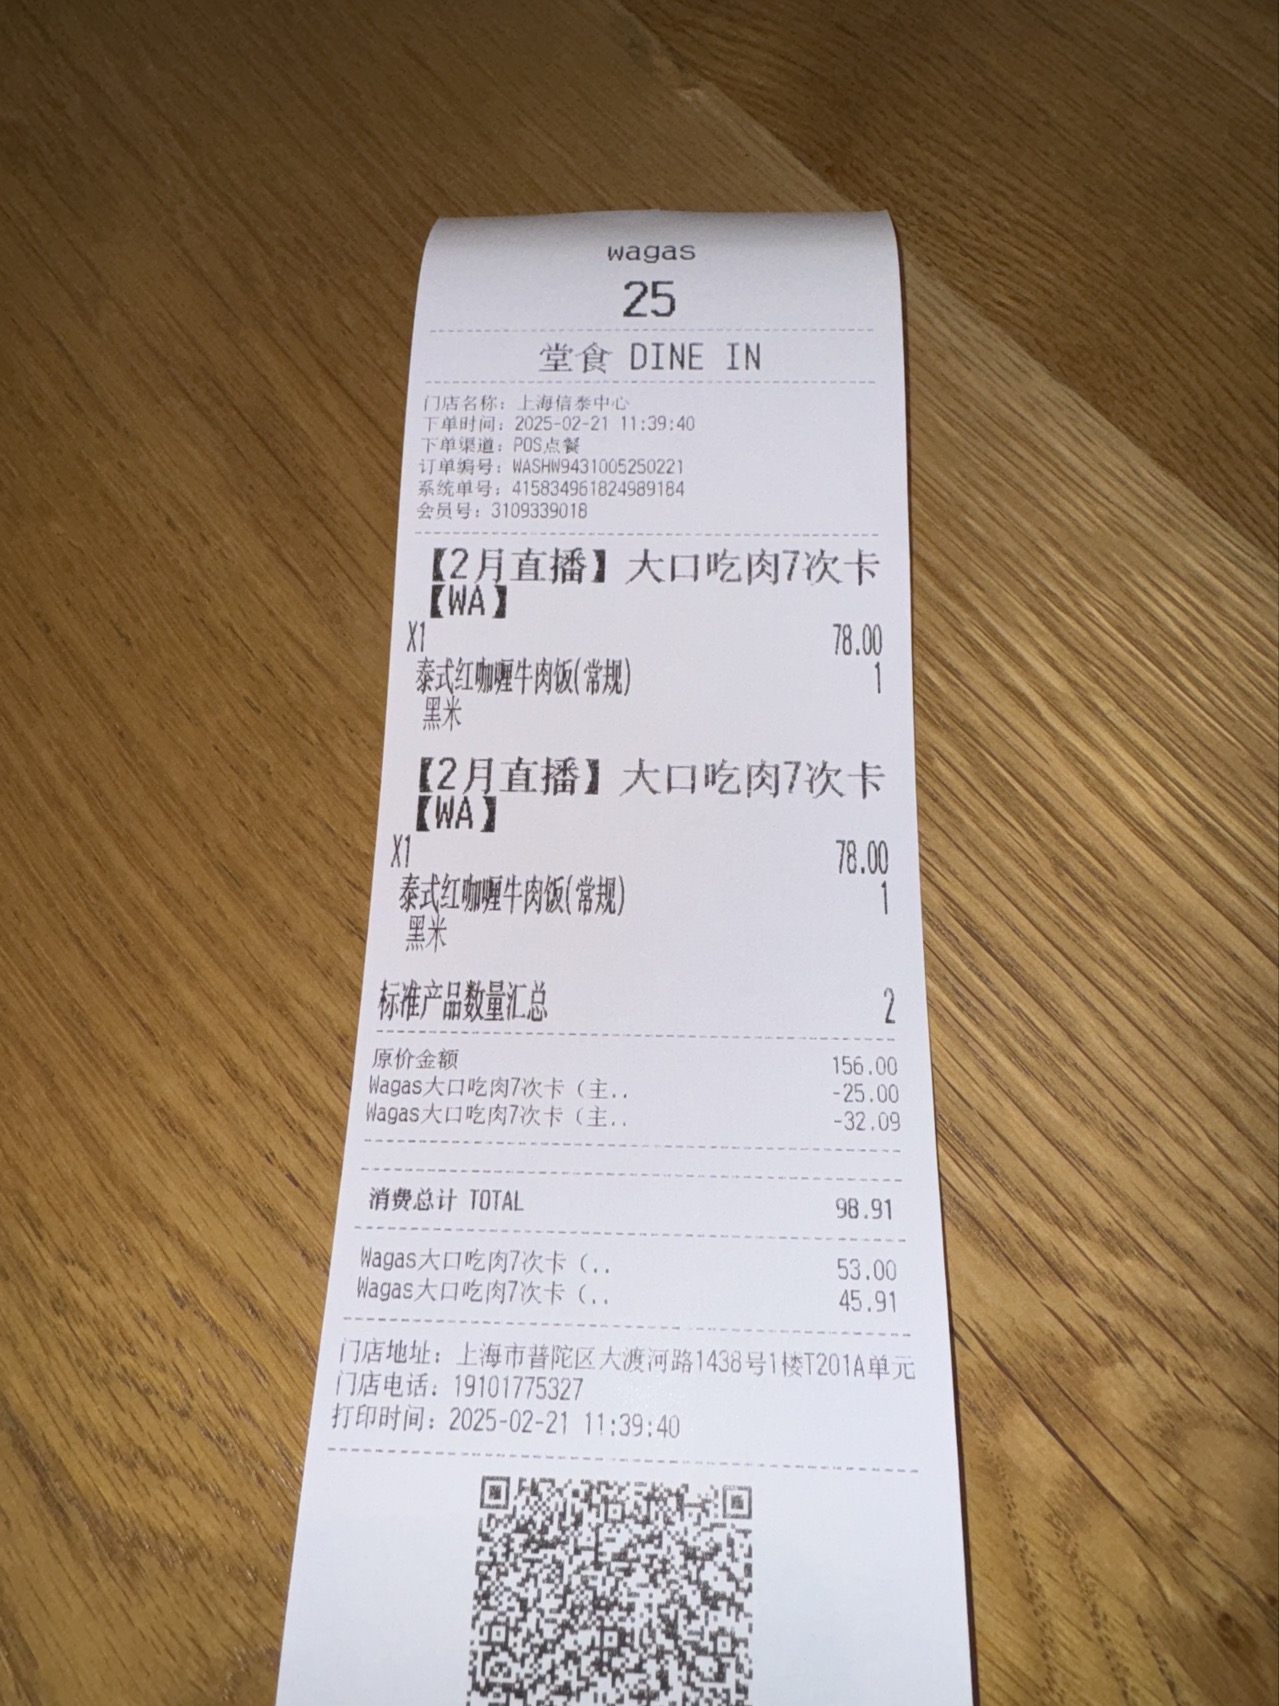 wagas
25
堂食 DINE IN
门店名称：上海信泰中心
下单时间：2025-02-21 11:39:40
下单渠道：POS点餐
订单编号：WASHW9431005250221
系统单号：415834961824989184
会员号：3109339018
【2月直播】大口吃肉7次卡
【WA】
X1 78.00
泰式红咖喱牛肉饭(常规) 1
黑米
【2月直播】大口吃肉7次卡
【WA】
X1 78.00
泰式红咖喱牛肉饭(常规) 1
黑米
标准产品数量汇总 2
原价金额 156.00
Wagas大口吃肉7次卡（主.. -25.00
Wagas大口吃肉7次卡（主.. -32.09
消费总计 TOTAL 98.91
Wagas大口吃肉7次卡（.. 53.00
Wagas大口吃肉7次卡（.. 45.91
门店地址：上海市普陀区大渡河路1438号1楼T201A单元
门店电话：19101775327
打印时间：2025-02-21 11:39:40